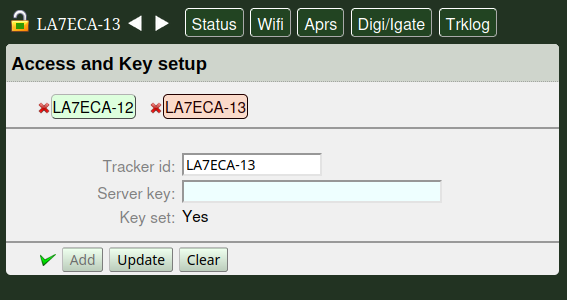 LA7ECA-13 Status Wifi Aprs Digi/Igate Trklog
Access and Key setup
LA7ECA-12 LA7ECA-13
Tracker id: LA7ECA-13
Server key:
Key set: Yes
Add Update Clear